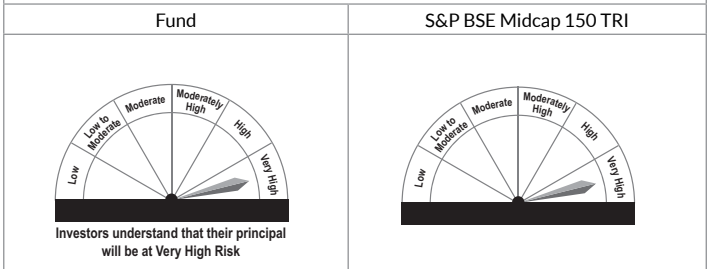 Fund
S&P BSE Midcap 150 TRI
Low
Low to
Moderate
Moderate
Moderately
High
High
Very High
Low
Low to
Moderate
Moderate
Moderately
High
High
Very High
Investors understand that their principal
will be at Very High Risk